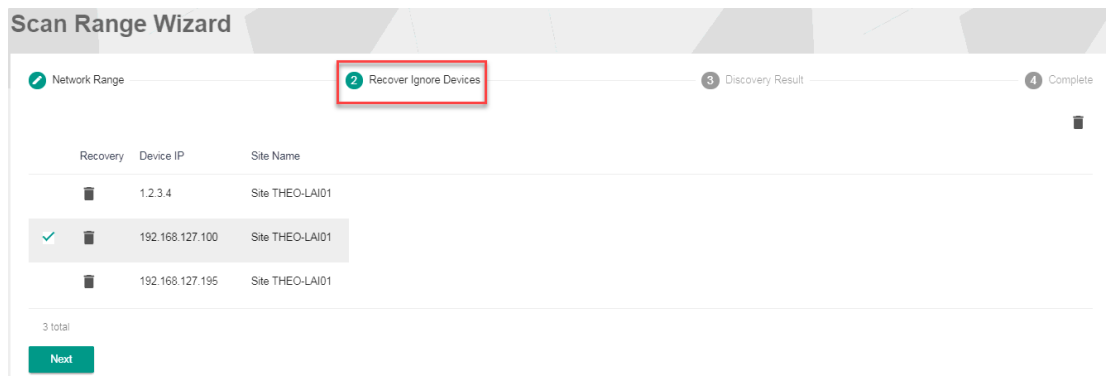 Scan Range Wizard
Network Range
2 Recover Ignore Devices
3 Discovery Result
4 Complete
Recovery Device IP Site Name
1.2.3.4 Site THEO-LAI01
192.168.127.100 Site THEO-LAI01
192.168.127.195 Site THEO-LAI01
3 total
Next